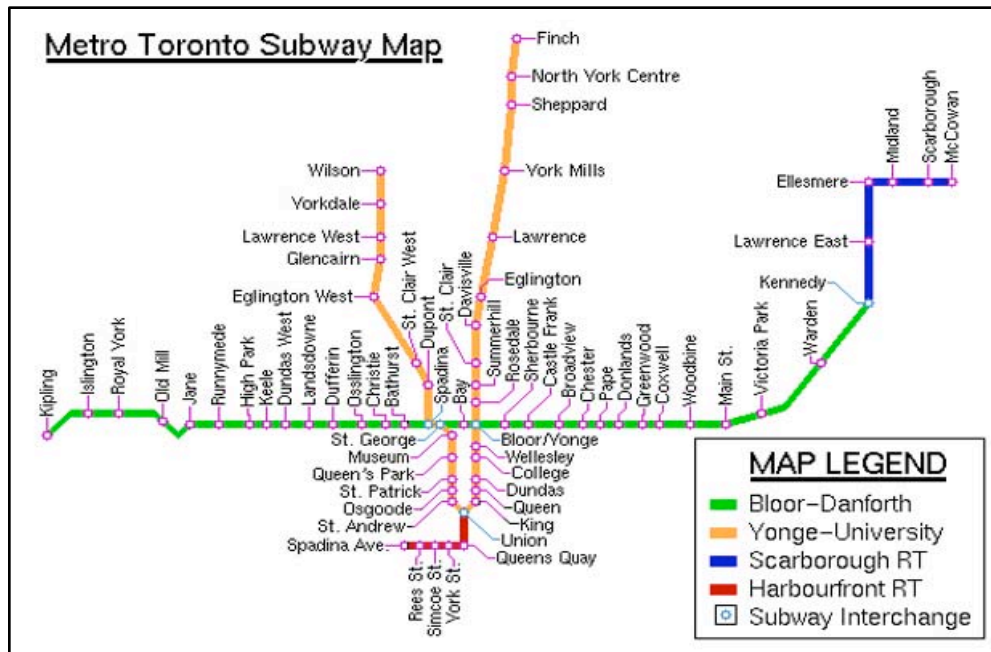 Metro Toronto Subway Map
Finch
North York Centre
Sheppard
York Mills
Lawrence
Eglington
Wilson
Yorkdale
Lawrence West
Glencairn
Eglington West
St. Clair West
Dupont
Spadina
St. Clair
Davisville
Bay
Summerhill
Rosedale
Sherbourne
Castle Frank
Broadview
Chester
Pape
Donlands
Greenwood
Coxwell
Woodbine
Main St.
Victoria Park
Warden
Kennedy
Lawrence East
Ellesmere
Midland
Scarborough
McCowan
Kipling
Islington
Royal York
Old Mill
Jane
Runnymede
High Park
Keele
Dundas West
Landsdowne
Dufferin
Osslington
Christie
Bathurst
St. George
Museum
Queen's Park
St. Patrick
Osgoode
St. Andrew
Spadina Ave.
Rees St.
Simcoe St.
York St.
Bloor/Yonge
Wellesley
College
Dundas
Queen
King
Union
Queens Quay
MAP LEGEND
Bloor-Danforth
Yonge-University
Scarborough RT
Harbourfront RT
Subway Interchange